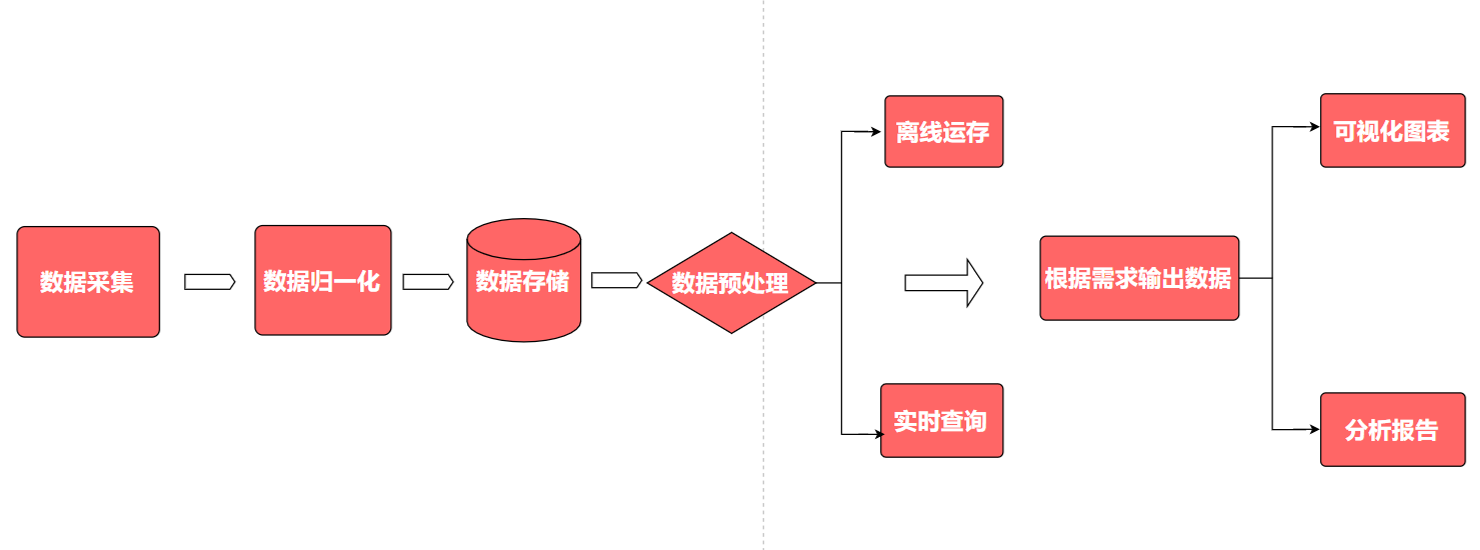 数据采集
数据归一化
数据存储
数据预处理
离线运存
实时查询
根据需求输出数据
可视化图表
分析报告